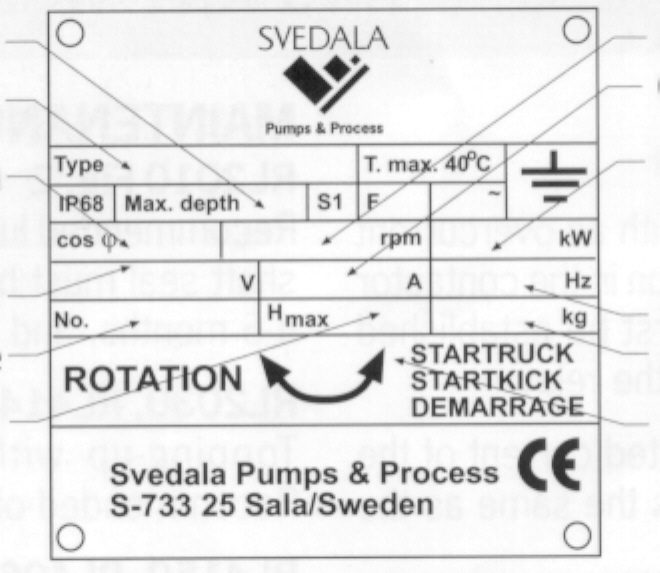 SVEDALA
Pumps & Process
Type T. max. 40°C
IP68 Max. depth S1 F ~
cos φ rpm kW
V A Hz
No. Hmax kg
ROTATION STARTRUCK
STARTKICK
DEMARRAGE
Svedala Pumps & Process CE
S-733 25 Sala/Sweden